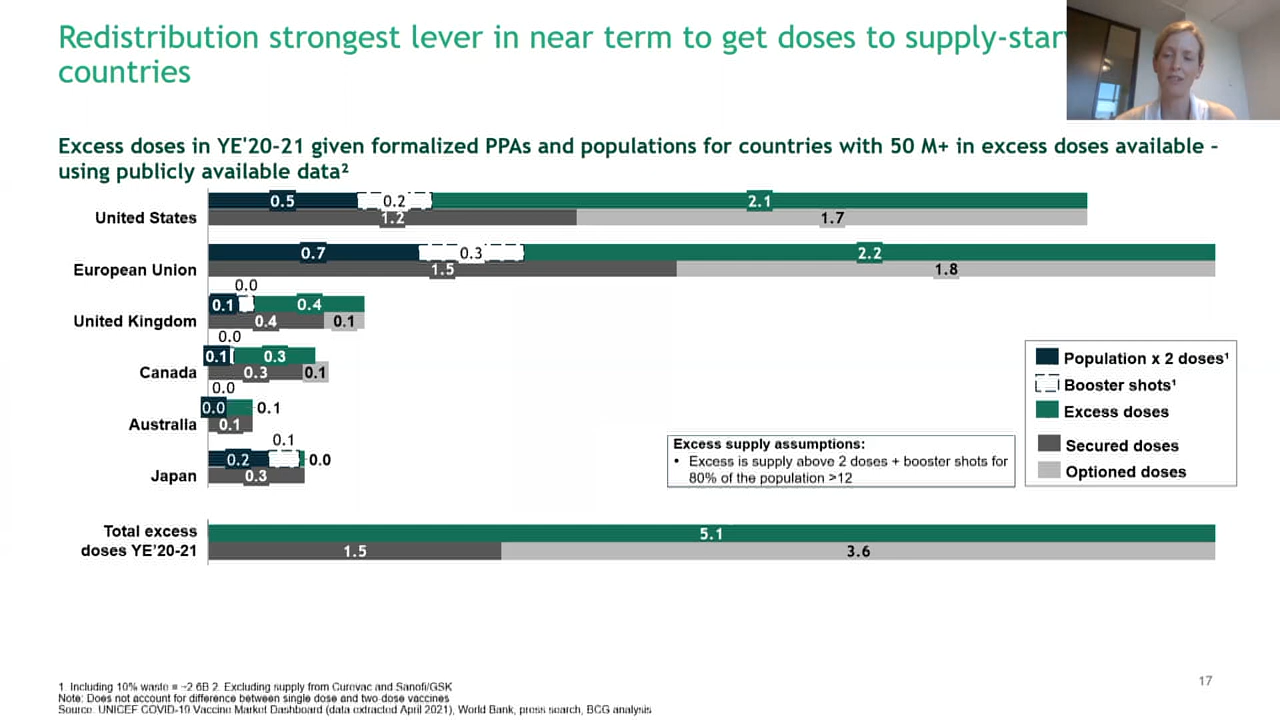 Redistribution strongest lever in near term to get doses to supply-star
countries
Excess doses in YE'20-21 given formalized PPAs and populations for countries with 50 M+ in excess doses available -
using publicly available data²
0.5 0.2 2.1
United States
1.2 1.7
0.7 0.3 2.2
European Union
1.5 1.8
0.0
0.1 0.4
United Kingdom
0.4 0.1
0.0
0.1 0.3
Canada
0.3 0.1
0.0
0.0 0.1
Australia
0.1
0.1
0.2 0.0
Japan
0.3
Population x 2 doses¹
Booster shots¹
Excess doses
Secured doses
Optioned doses
Excess supply assumptions:
• Excess is supply above 2 doses + booster shots for
80% of the population >12
Total excess
doses YE'20-21
5.1
1.5 3.6
1. Including 10% waste = ~2.6B 2. Excluding supply from Curevac and Sanofi/GSK
Note: Does not account for difference between single dose and two-dose vaccines
Source: UNICEF COVID-19 Vaccine Market Dashboard (data extracted April 2021), World Bank, press search, BCG analysis
17